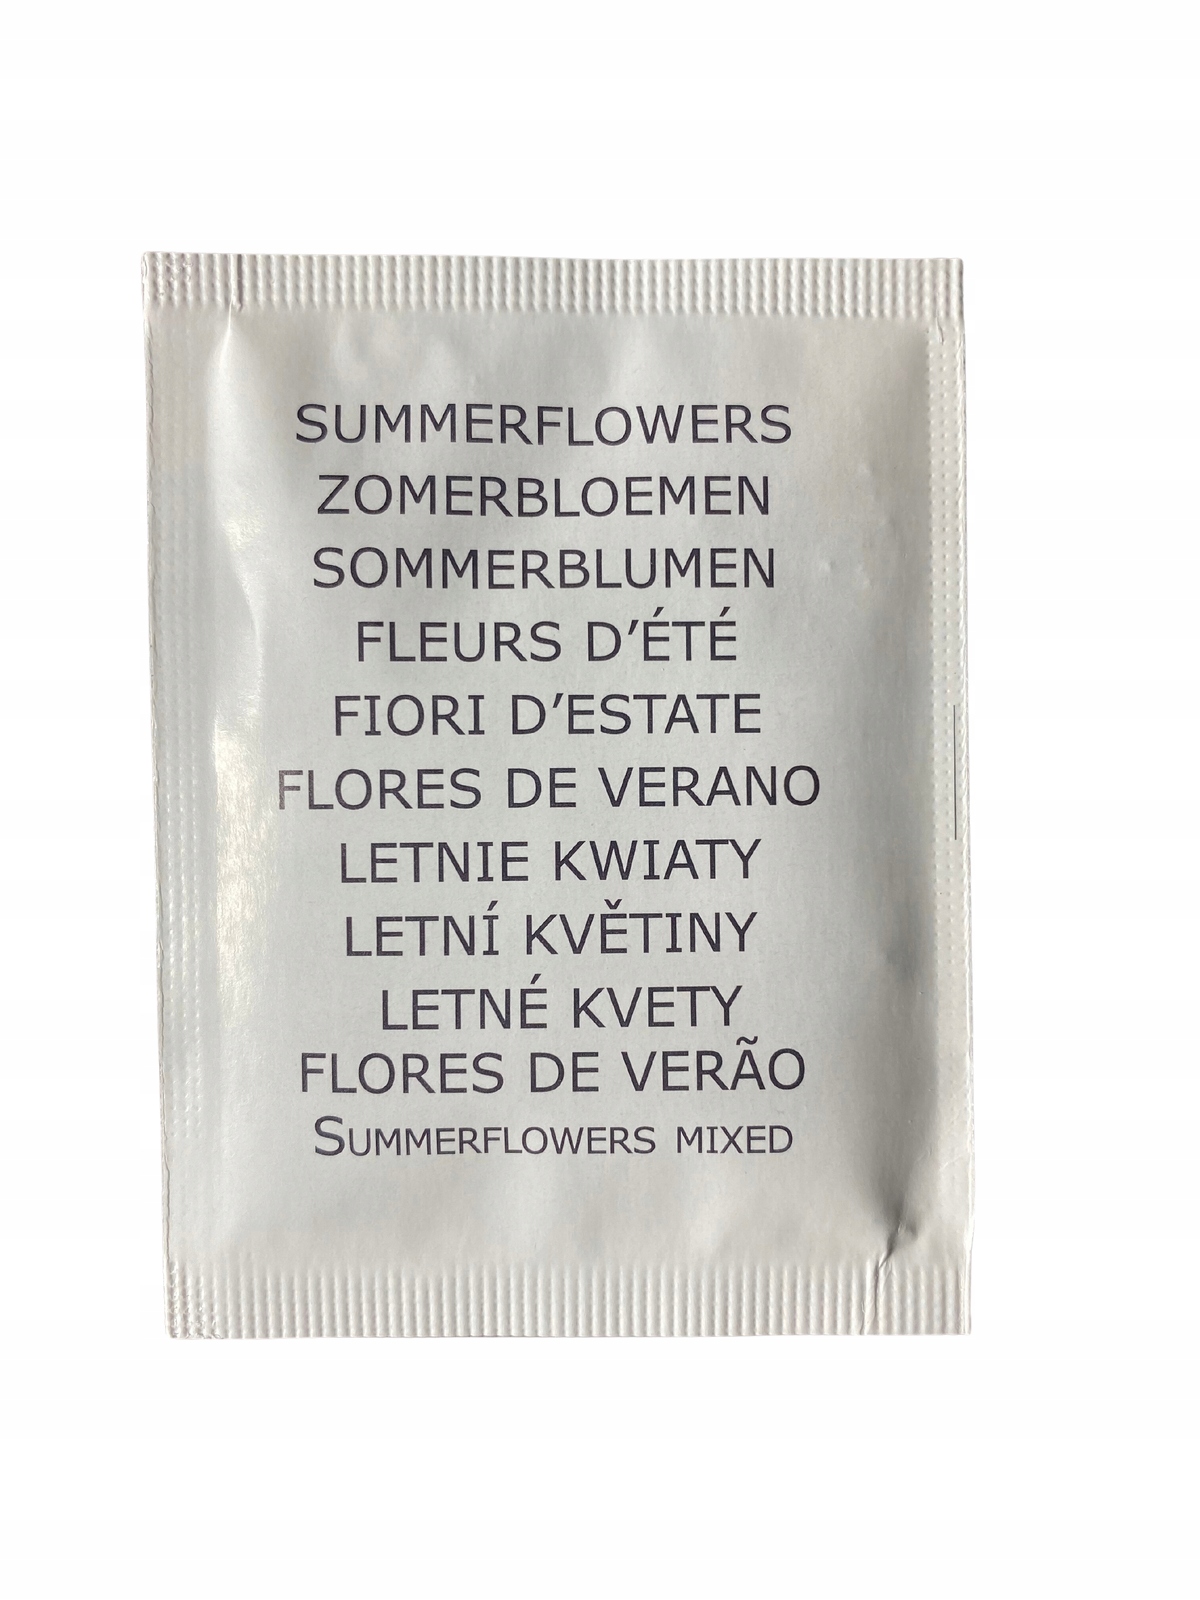 SUMMERFLOWERS
ZOMERBLOEMEN
SOMMERBLUMEN
FLEURS D’ÉTÉ
FIORI D’ESTATE
FLORES DE VERANO
LETNIE KWIATY
LETNÍ KVĚTINY
LETNÉ KVETY
FLORES DE VERÃO
SUMMERFLOWERS MIXED